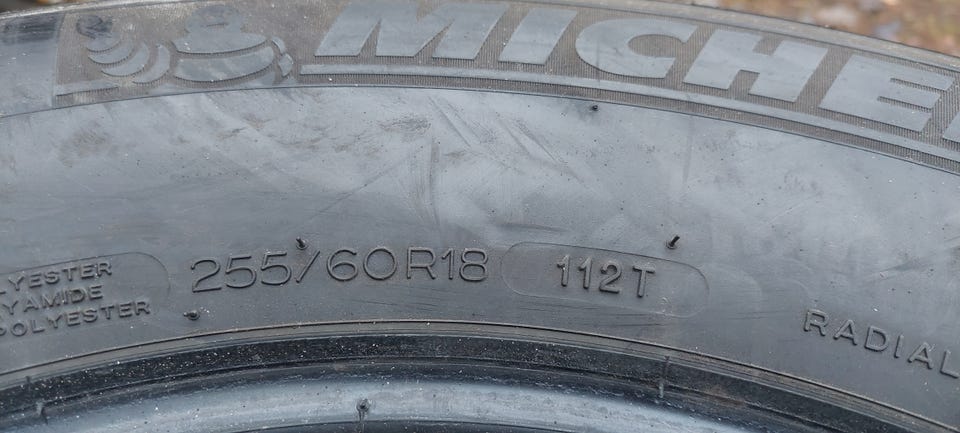 MICHE
LYESTER
YAMIDE
POLYESTER
255/60R18 112T
RADIAL